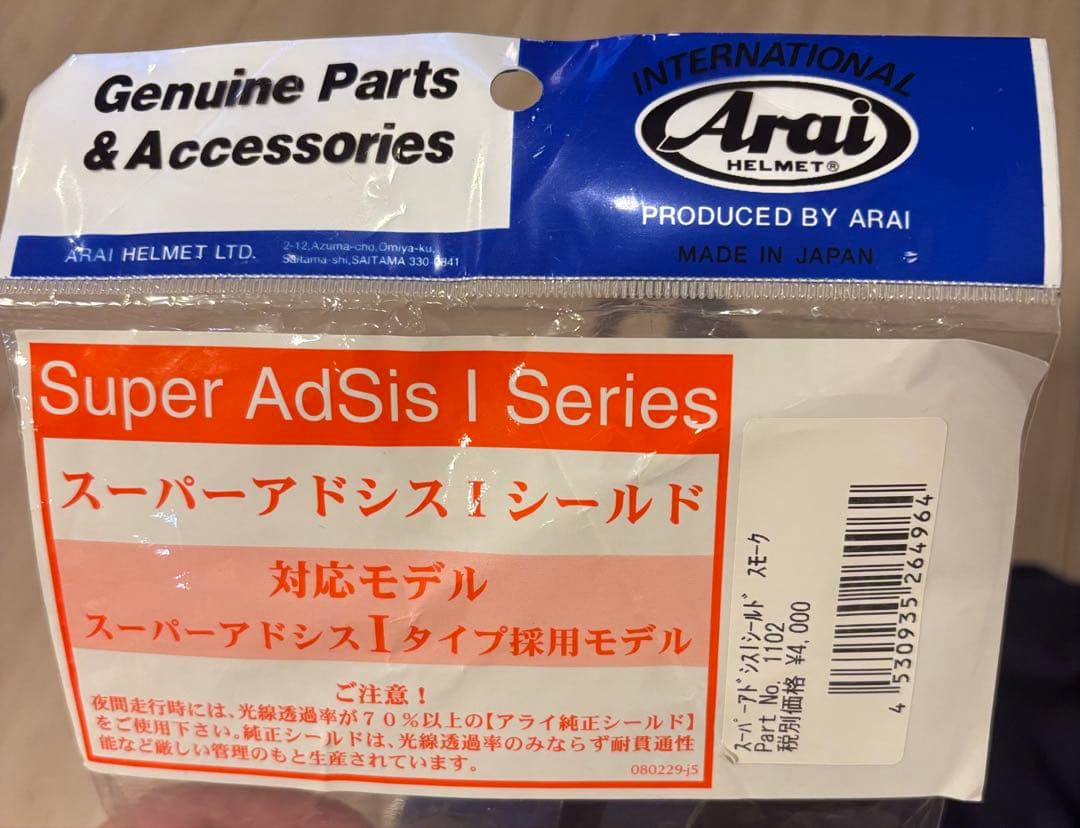 Genuine Parts
& Accessories
ARAI HELMET LTD.
2-12,Azuma-cho,Omiya-ku,
Saitama-shi,SAITAMA 330-0841
INTERNATIONAL
Arai
HELMET®
PRODUCED BY ARAI
MADE IN JAPAN
Super AdSis I Series
スーパーアドシスIシールド
対応モデル
スーパーアドシスIタイプ採用モデル
ご注意！
夜間走行時には、光線透過率が70%以上の【アライ純正シールド】
をご使用下さい。純正シールドは、光線透過率のみならず耐貫通性
能など厳しい管理のもと生産されています。
080229-j5
ｽｰﾊﾟｰｱﾄﾞｼｽIｼｰﾙﾄﾞ ｽﾓｰｸ
Part No. 1102
税別価格 ¥4,000
4 530935 264964